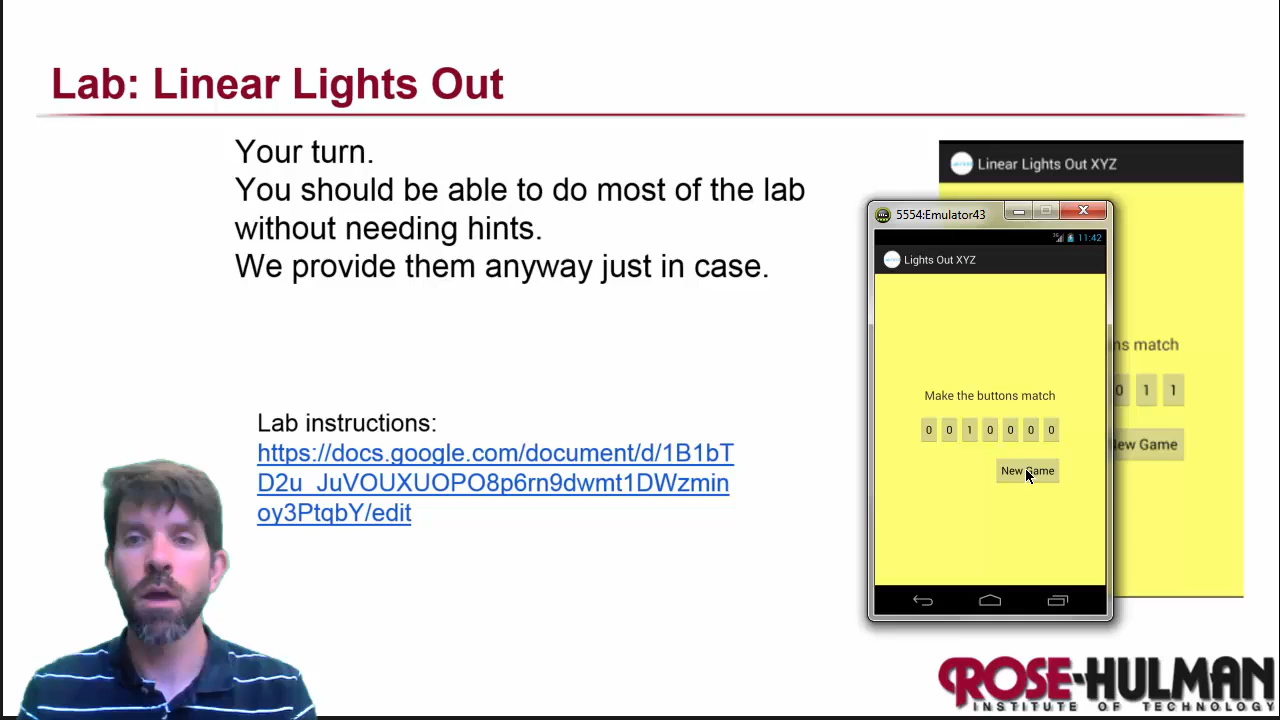 Lab: Linear Lights Out
Your turn.
You should be able to do most of the lab
without needing hints.
We provide them anyway just in case.
Lab instructions:
https://docs.google.com/document/d/1B1bT
D2u_JuVOUXUOPO8p6rn9dwmt1DWzmin
oy3PtqbY/edit
Linear Lights Out XYZ
ns match
0 1 1
ew Game
5554:Emulator43
3G 11:42
Lights Out XYZ
Make the buttons match
0 0 1 0 0 0 0
New Game
ROSE-HULMAN
INSTITUTE OF TECHNOLOGY